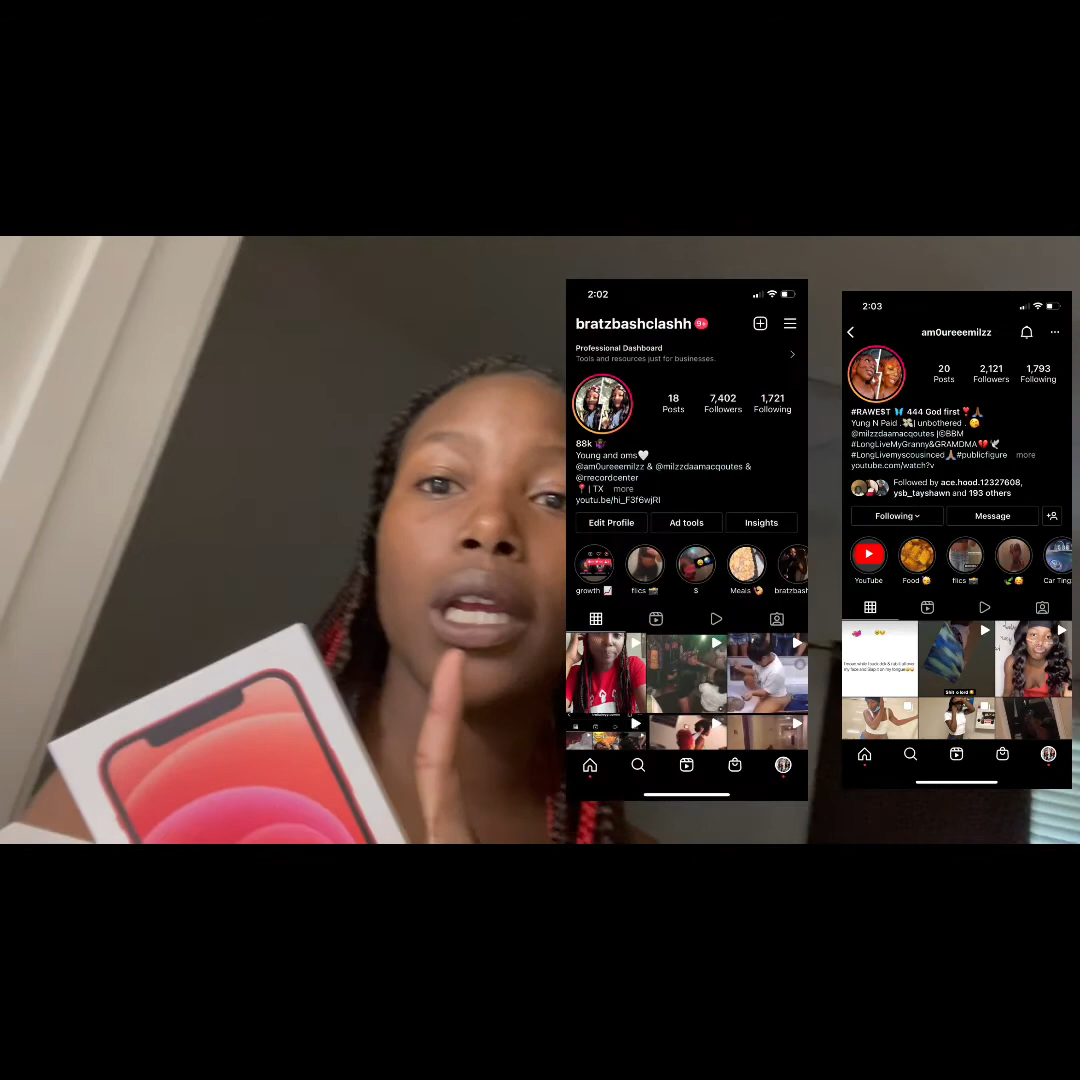 2:02
bratzbashclashh 9+
Professional Dashboard
Tools and resources just for businesses.
18
Posts
7,402
Followers
1,721
Following
88k
Young and oms🤍
@am0ureeemilzz & @milzzdaamacqoutes &
@rrecordcenter
📍| TX more
youtu.be/hi_F3f6wjRI
Edit Profile
Ad tools
Insights
growth 📈
flics 📸
S
Meals 🍤
bratzbash
2:03
am0ureeemilzz
20
Posts
2,121
Followers
1,793
Following
#RAWEST 🦋 444 God first ❣️🙏🏾
Yung N Paid .💸| unbothered . 😋
@milzzdaamacqoutes |©BBM
#LongLiveMyGranny&GRAMDMA💔🕊
#LongLivemyscousinced🙏🏾#publicfigure more
youtube.com/watch?v
Followed by ace.hood.12327608,
ysb_tayshawn and 193 others
Following
Message
YouTube
Food 🥰
flics 📸
🌿🥰
Car Ting